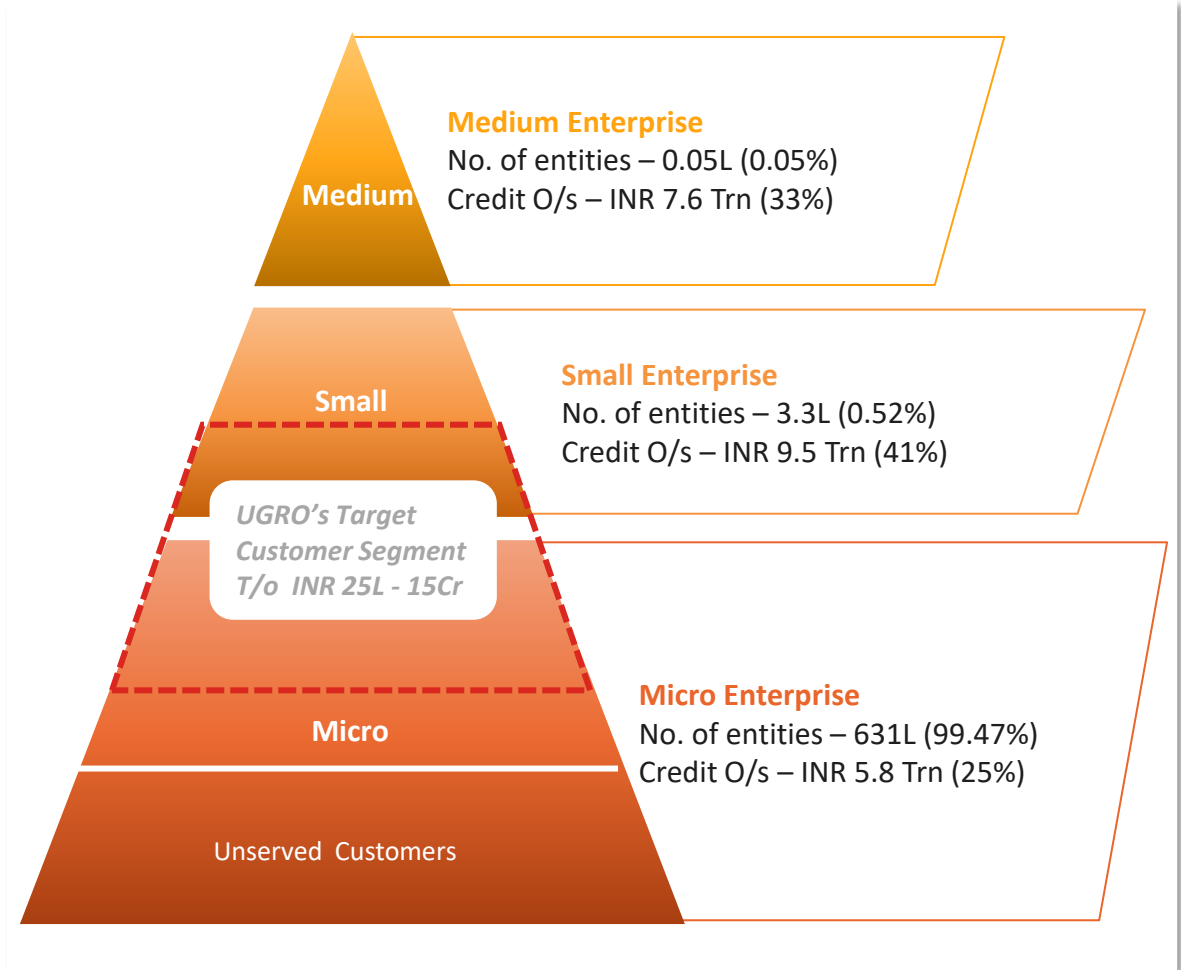 Medium
Medium Enterprise
No. of entities – 0.05L (0.05%)
Credit O/s – INR 7.6 Trn (33%)
Small
Small Enterprise
No. of entities – 3.3L (0.52%)
Credit O/s – INR 9.5 Trn (41%)
UGRO’s Target
Customer Segment
T/o  INR 25L - 15Cr
Micro
Micro Enterprise
No. of entities – 631L (99.47%)
Credit O/s – INR 5.8 Trn (25%)
Unserved  Customers